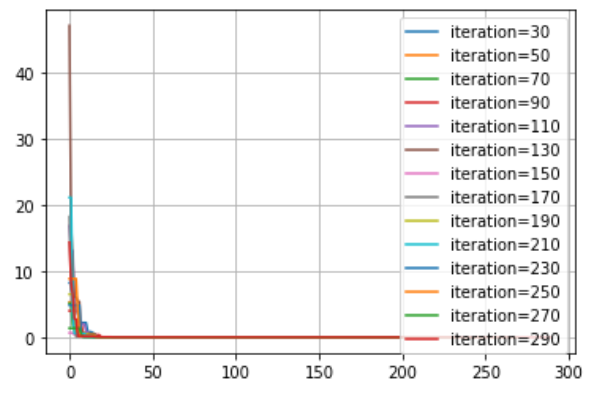 40
30
20
10
0
0
50
100
150
200
250
300
iteration=30
iteration=50
iteration=70
iteration=90
iteration=110
iteration=130
iteration=150
iteration=170
iteration=190
iteration=210
iteration=230
iteration=250
iteration=270
iteration=290